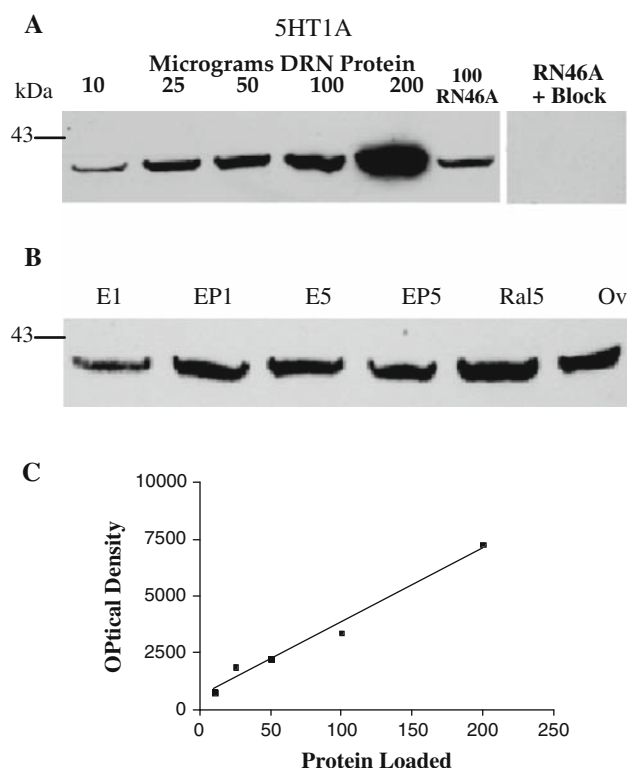 A
5HT1A
Micrograms DRN Protein
kDa
10 25 50 100 200 100 RN46A
RN46A + Block
43
B
E1 EP1 E5 EP5 Ral5 Ov
43
C
10000
7500
5000
2500
0
OPtical Density
0 50 100 150 200 250
Protein Loaded